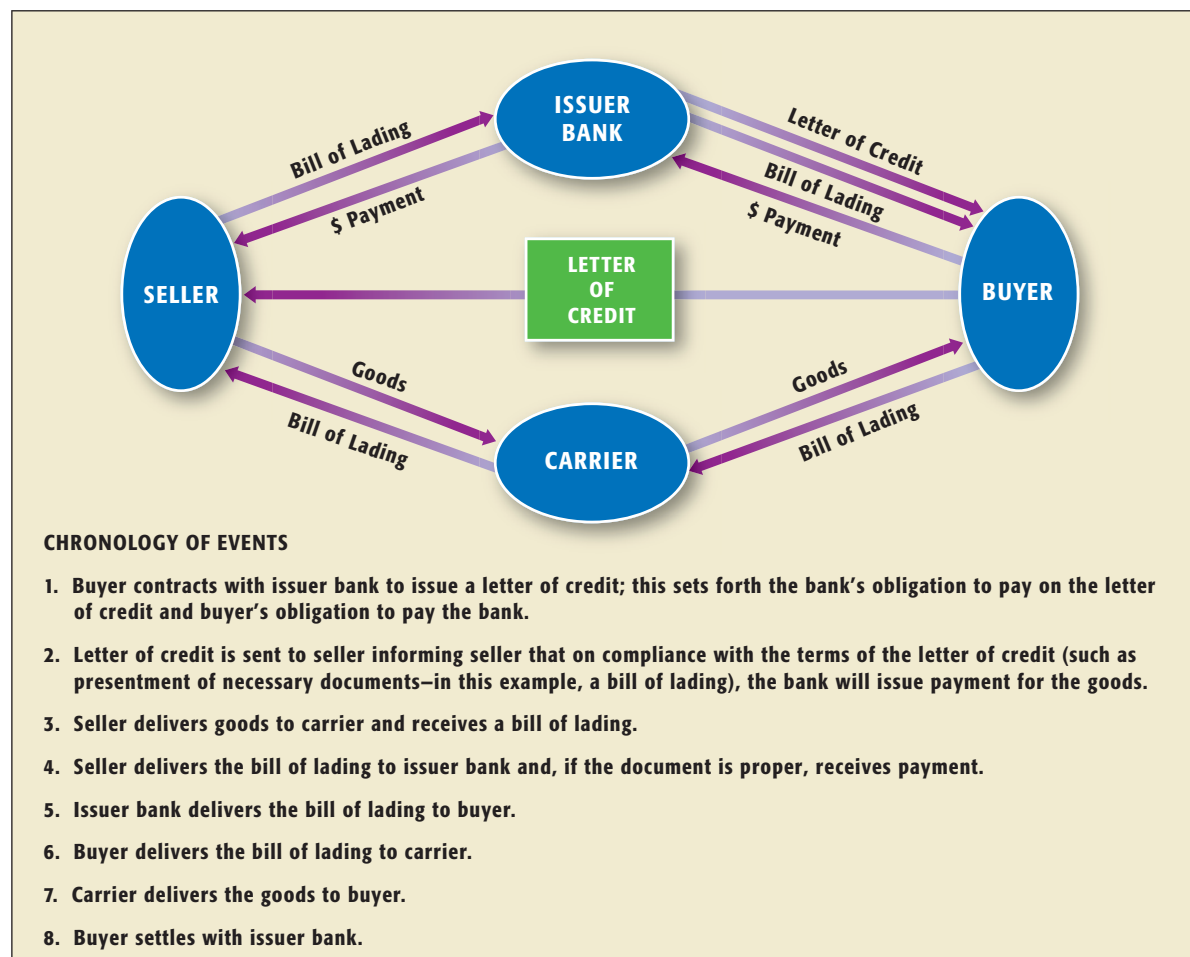 ISSUER
BANK
Letter of Credit
Bill of Lading
Bill of Lading
$ Payment
$ Payment
LETTER
OF
CREDIT
SELLER
BUYER
Goods
Goods
Bill of Lading
Bill of Lading
CARRIER
CHRONOLOGY OF EVENTS
1. Buyer contracts with issuer bank to issue a letter of credit; this sets forth the bank's obligation to pay on the letter
of credit and buyer's obligation to pay the bank.
2. Letter of credit is sent to seller informing seller that on compliance with the terms of the letter of credit (such as
presentment of necessary documents–in this example, a bill of lading), the bank will issue payment for the goods.
3. Seller delivers goods to carrier and receives a bill of lading.
4. Seller delivers the bill of lading to issuer bank and, if the document is proper, receives payment.
5. Issuer bank delivers the bill of lading to buyer.
6. Buyer delivers the bill of lading to carrier.
7. Carrier delivers the goods to buyer.
8. Buyer settles with issuer bank.